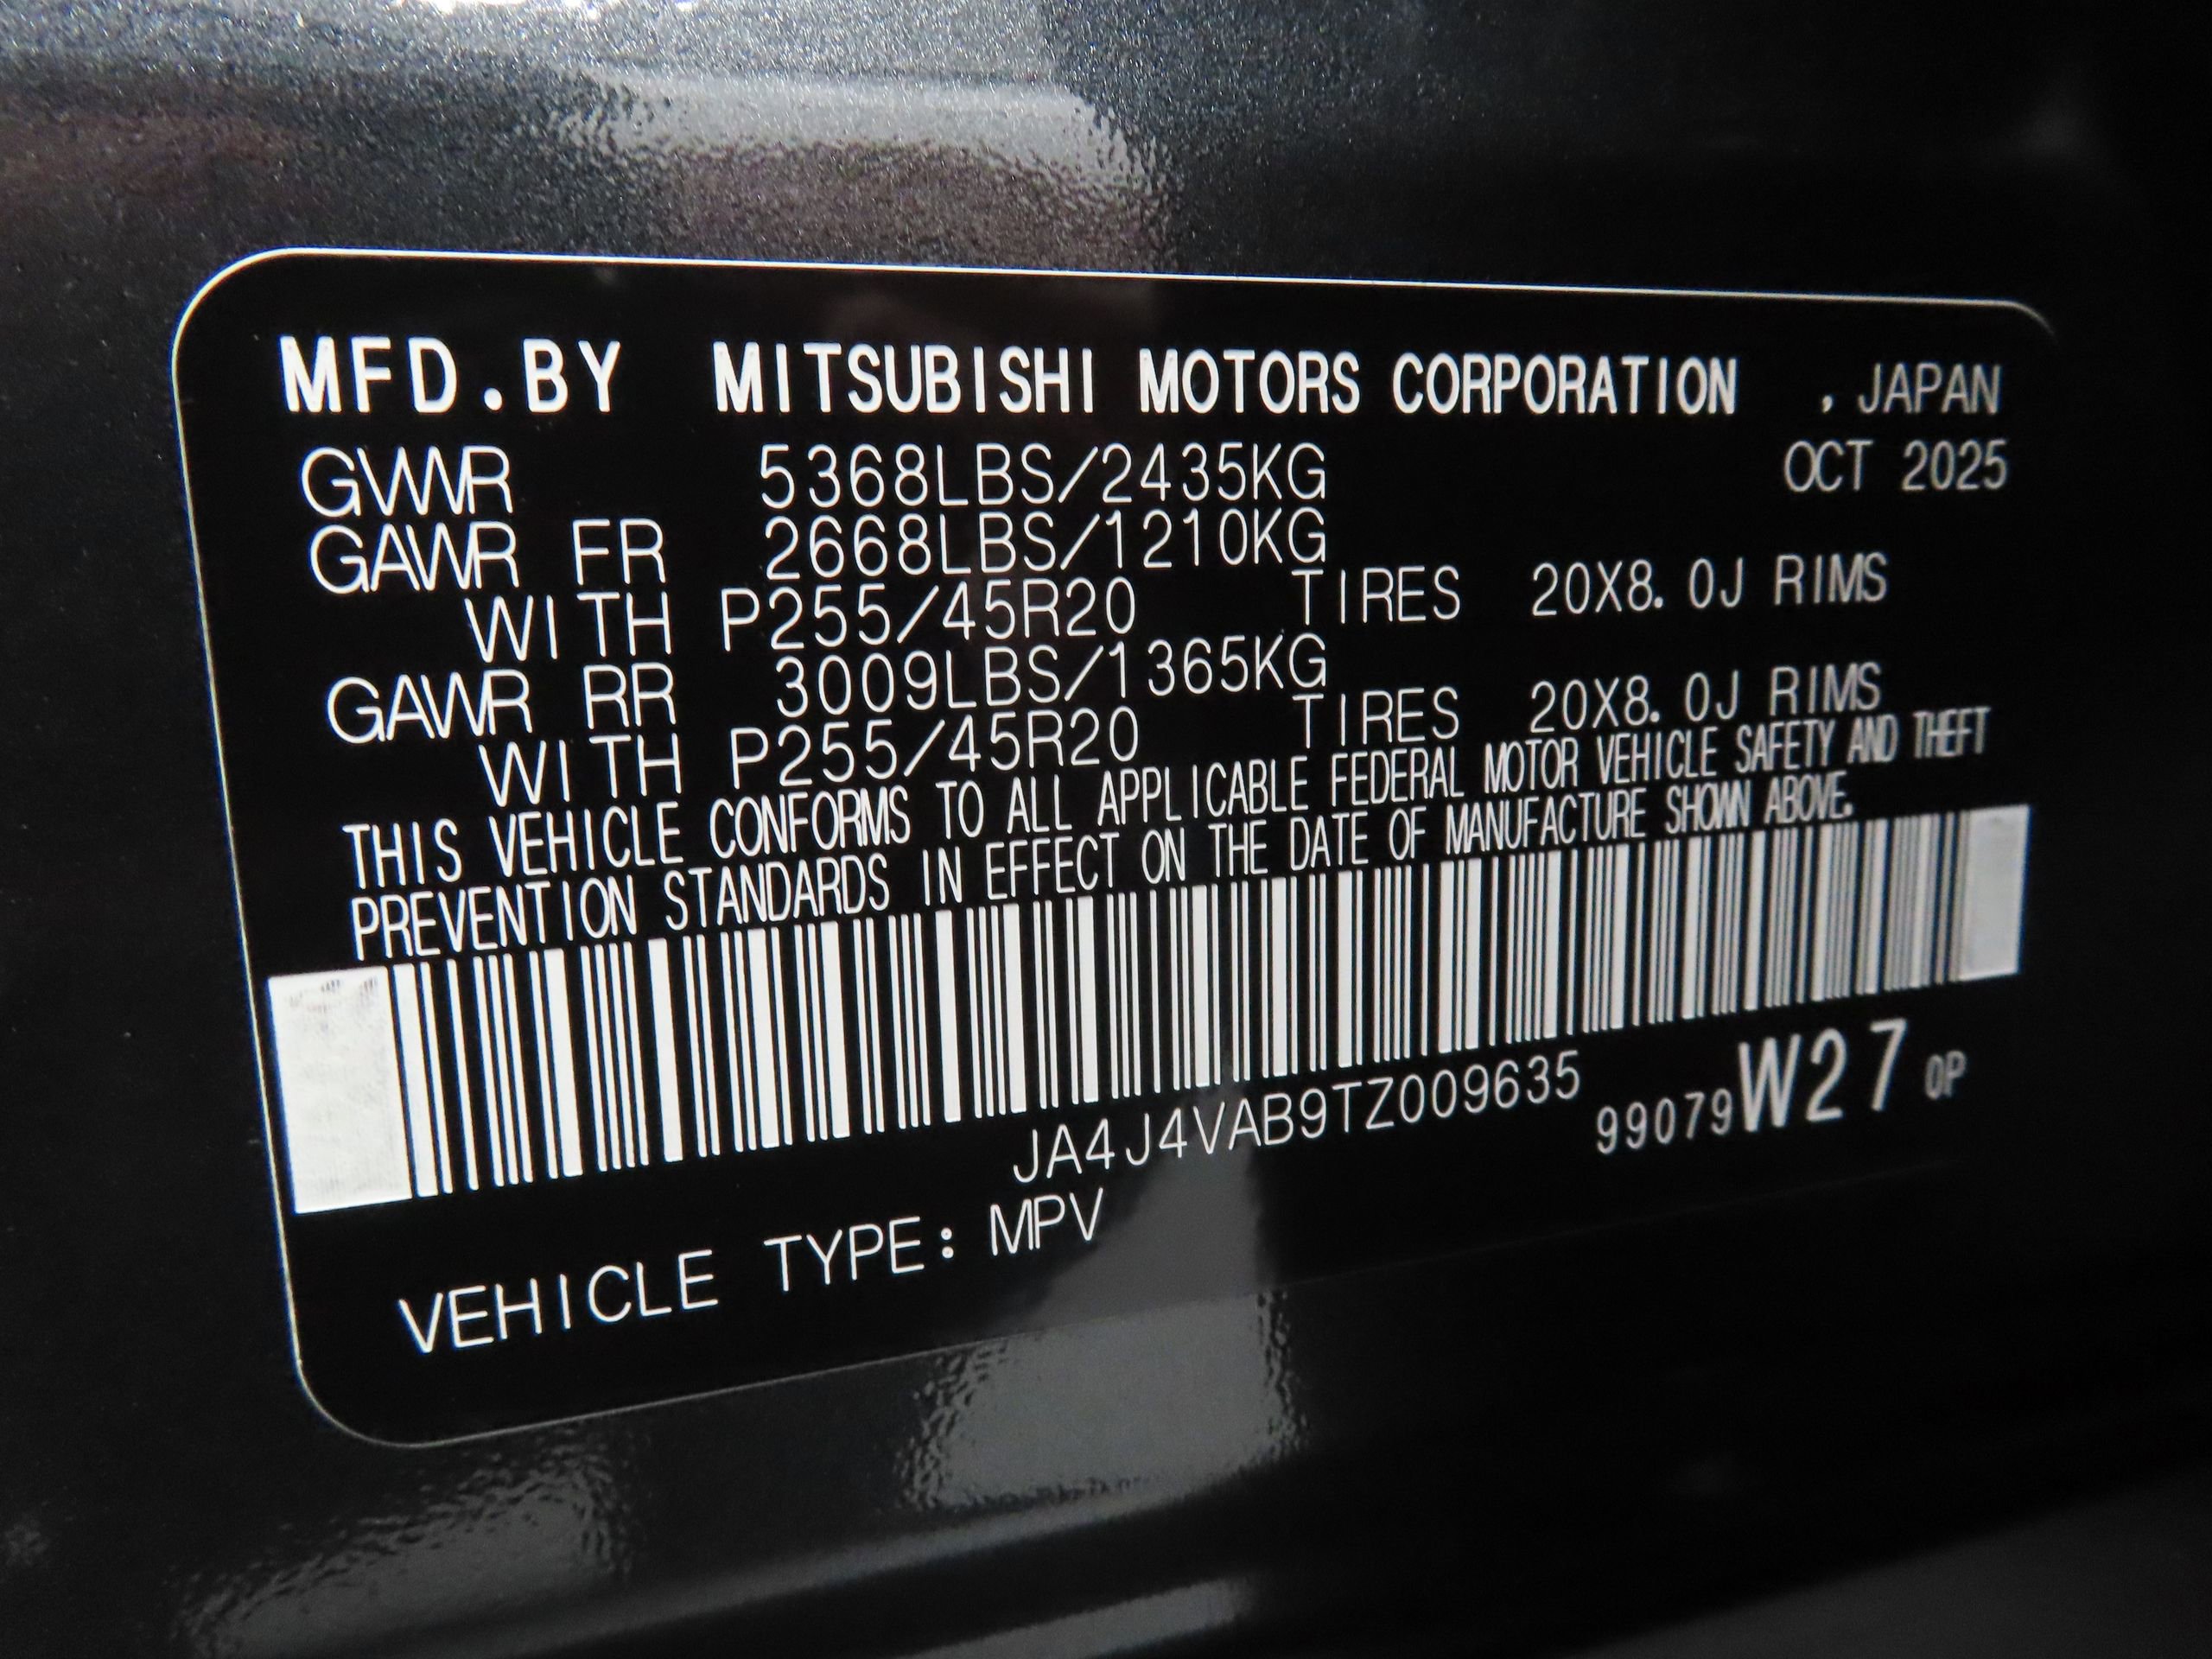 MFD.BY MITSUBISHI MOTORS CORPORATION , JAPAN
GVWR 5368LBS/2435KG OCT 2025
GAWR FR 2668LBS/1210KG
WITH P255/45R20 TIRES 20X8.0J RIMS
GAWR RR 3009LBS/1365KG
WITH P255/45R20 TIRES 20X8.0J RIMS
THIS VEHICLE CONFORMS TO ALL APPLICABLE FEDERAL MOTOR VEHICLE SAFETY AND THEFT
PREVENTION STANDARDS IN EFFECT ON THE DATE OF MANUFACTURE SHOWN ABOVE.
JA4J4VAB9TZ009635 99079W27 0P
VEHICLE TYPE: MPV